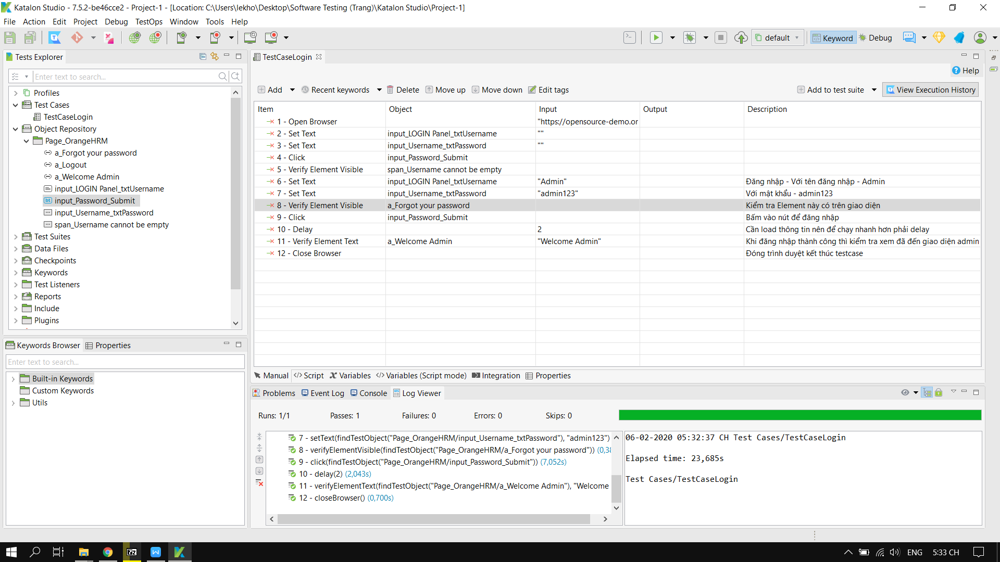 Katalon Studio - 7.5.2-be46cce2 - Project-1 - [Location: C:\Users\lekho\Desktop\Software Testing (Trang)\Katalon Studio\Project-1]
File Action Edit Project Debug TestOps Window Tools Help
default Keyword Debug
Tests Explorer
Enter text to search...
Profiles
Test Cases
TestCaseLogin
Object Repository
Page_OrangeHRM
a_Forgot your password
a_Logout
a_Welcome Admin
input_LOGIN Panel_txtUsername
bt input_Password_Submit
input_Username_txtPassword
span_Username cannot be empty
Test Suites
Data Files
Checkpoints
Keywords
Test Listeners
Reports
Include
Plugins
Keywords Browser Properties
Enter text to search...
Built-in Keywords
Custom Keywords
Utils
TestCaseLogin
Help
Add Recent keywords Delete Move up Move down Edit tags Add to test suite View Execution History
Item Object Input Output Description
1 - Open Browser "https://opensource-demo.or
2 - Set Text input_LOGIN Panel_txtUsername ""
3 - Set Text input_Username_txtPassword ""
4 - Click input_Password_Submit
5 - Verify Element Visible span_Username cannot be empty
6 - Set Text input_LOGIN Panel_txtUsername "Admin" Đăng nhập - Với tên đăng nhập - Admin
7 - Set Text input_Username_txtPassword "admin123" Với mật khẩu - admin123
8 - Verify Element Visible a_Forgot your password Kiểm tra Element này có trên giao diện
9 - Click input_Password_Submit Bấm vào nút để đăng nhập
10 - Delay 2 Cần load thông tin nên để chạy nhanh hơn phải delay
11 - Verify Element Text a_Welcome Admin "Welcome Admin" Khi đăng nhập thành công thì kiểm tra xem đã đến giao diện admin
12 - Close Browser Đóng trình duyệt kết thúc testcase
Manual Script Variables Variables (Script mode) Integration Properties
Problems Event Log Console Log Viewer
Runs: 1/1 Passes: 1 Failures: 0 Errors: 0 Skips: 0
7 - setText(findTestObject("Page_OrangeHRM/input_Username_txtPassword"), "admin123")
8 - verifyElementVisible(findTestObject("Page_OrangeHRM/a_Forgot your password")) (0,38
9 - click(findTestObject("Page_OrangeHRM/input_Password_Submit")) (7,052s)
10 - delay(2) (2,043s)
11 - verifyElementText(findTestObject("Page_OrangeHRM/a_Welcome Admin"), "Welcome
12 - closeBrowser() (0,700s)
06-02-2020 05:32:37 CH Test Cases/TestCaseLogin
Elapsed time: 23,685s
Test Cases/TestCaseLogin
ENG 5:33 CH